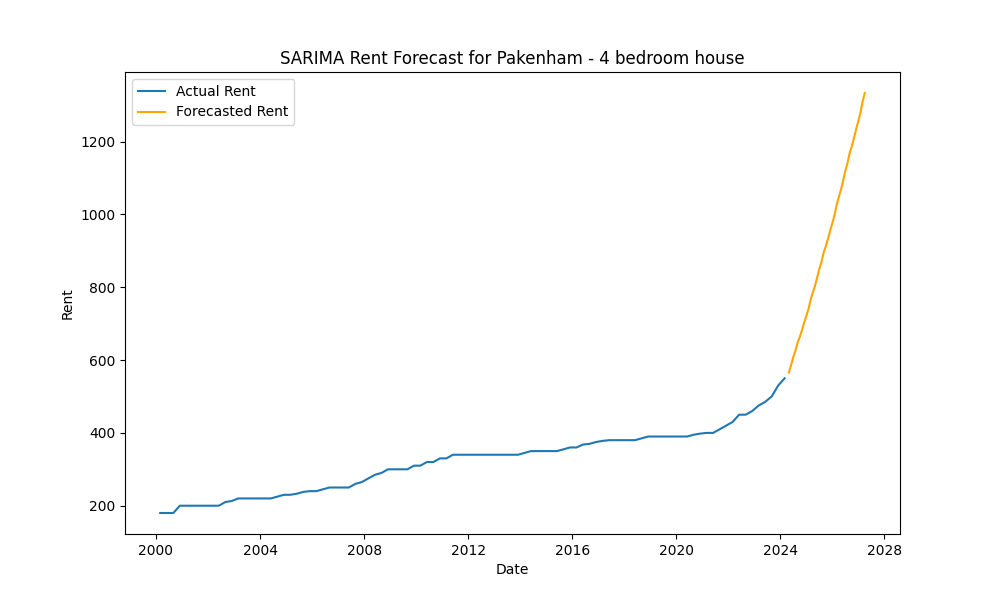 SARIMA Rent Forecast for Pakenham - 4 bedroom house
Actual Rent
Forecasted Rent
1200
1000
800
600
400
200
Rent
2000 2004 2008 2012 2016 2020 2024 2028
Date